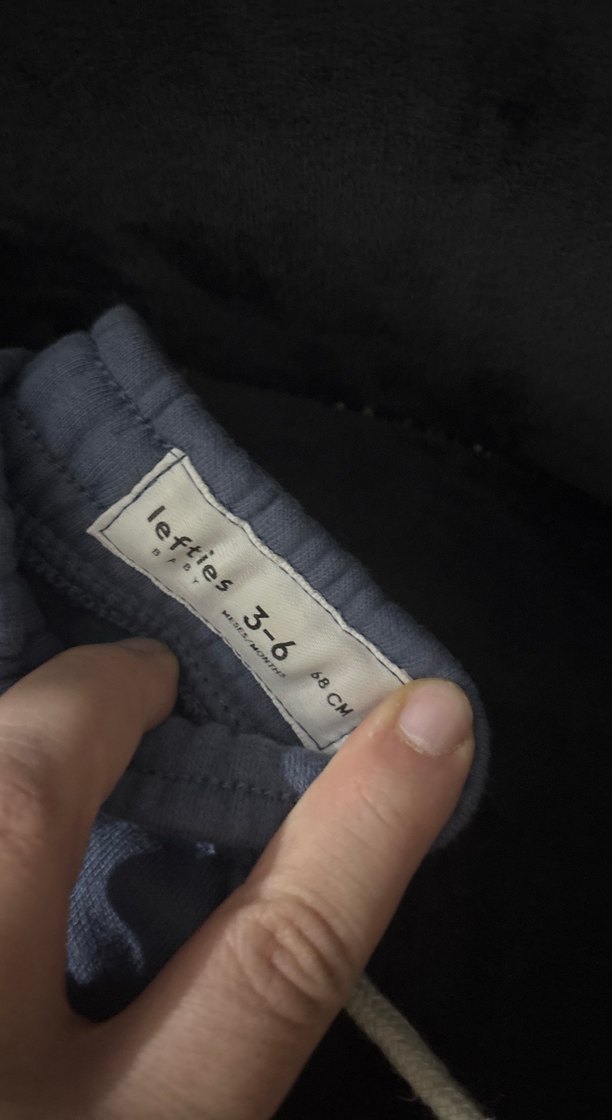 lefties
BABY
3-6
MESES/MONTHS
68 CM